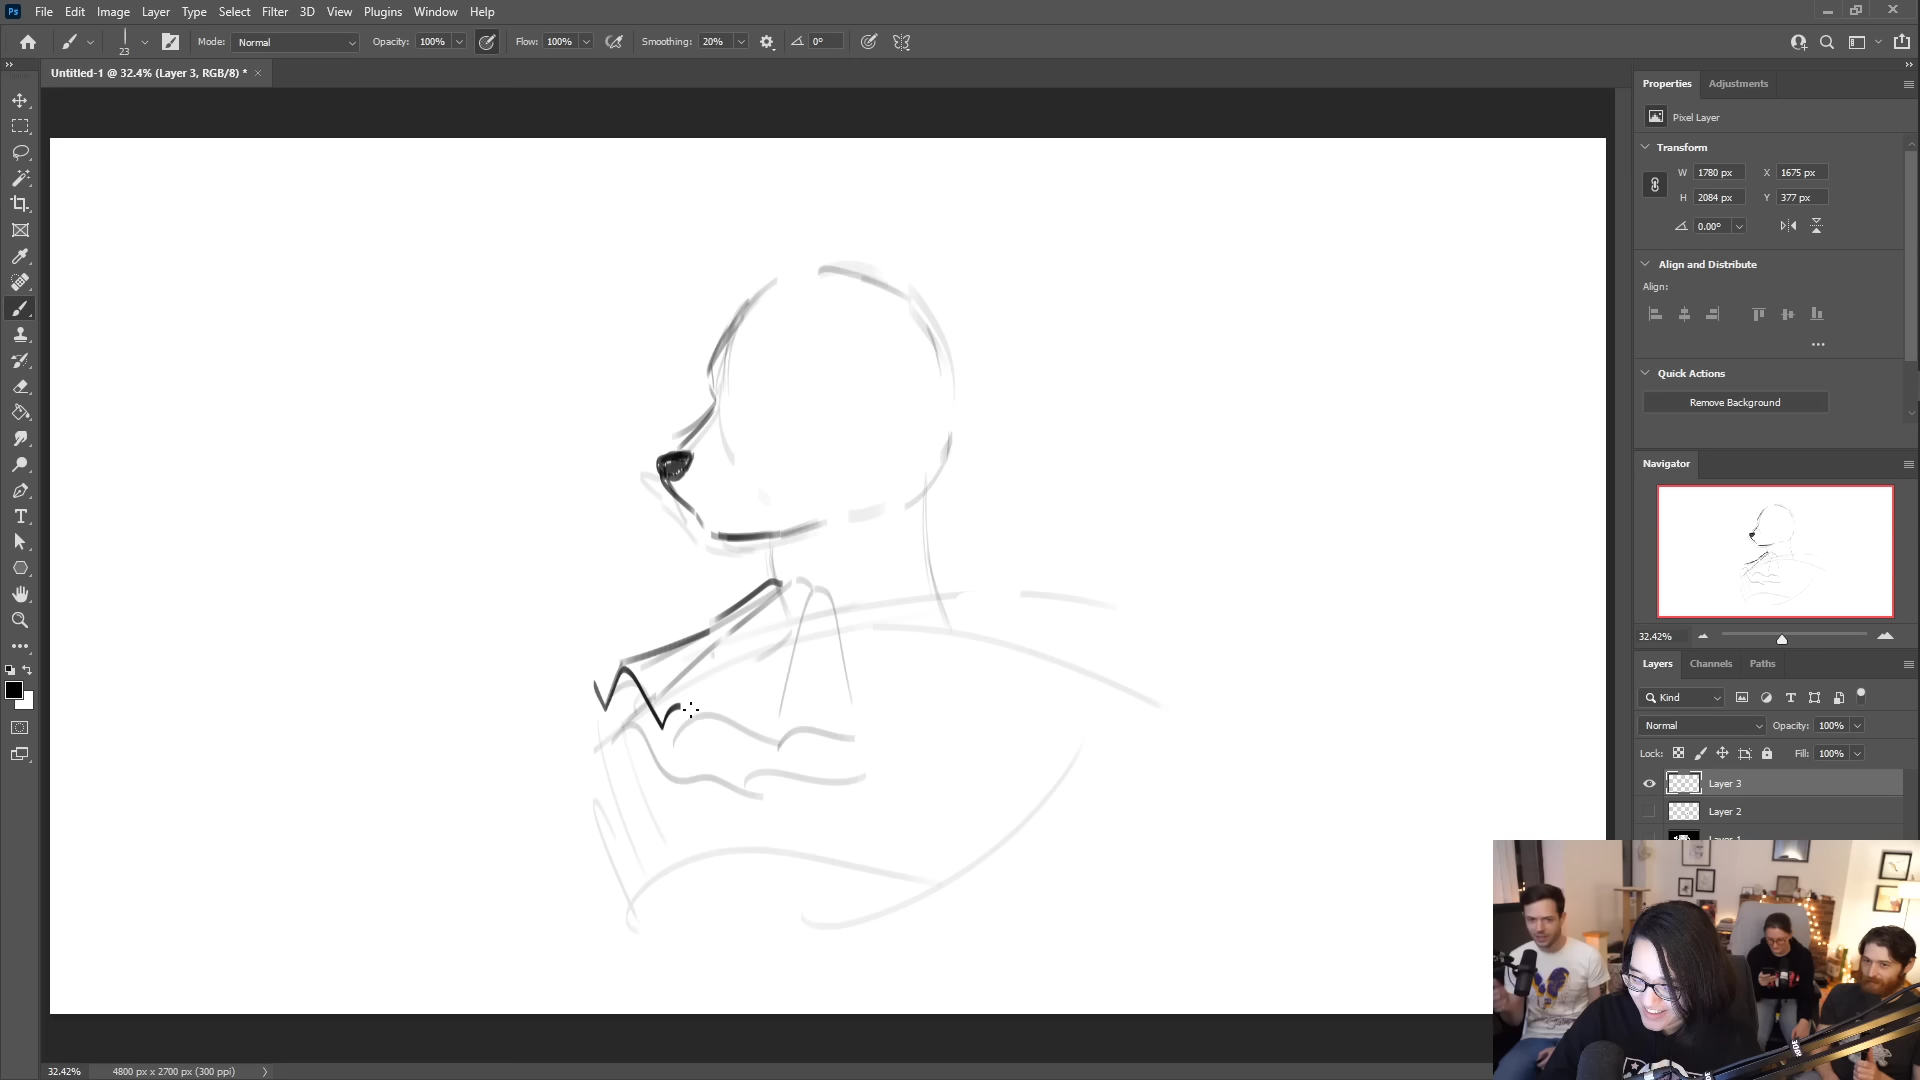 Ps File Edit Image Layer Type Select Filter 3D View Plugins Window Help
23 Mode: Normal Opacity: 100% Flow: 100% Smoothing: 20% 0°
Untitled-1 @ 32.4% (Layer 3, RGB/8) *
Properties Adjustments
Pixel Layer
Transform
W 1780 px X 1675 px
H 2084 px Y 377 px
0.00°
Align and Distribute
Align:
Quick Actions
Remove Background
Navigator
32.42%
Layers Channels Paths
Kind
Normal Opacity: 100%
Lock: Fill: 100%
Layer 3
Layer 2
Layer 1
32.42% 4800 px x 2700 px (300 ppi)